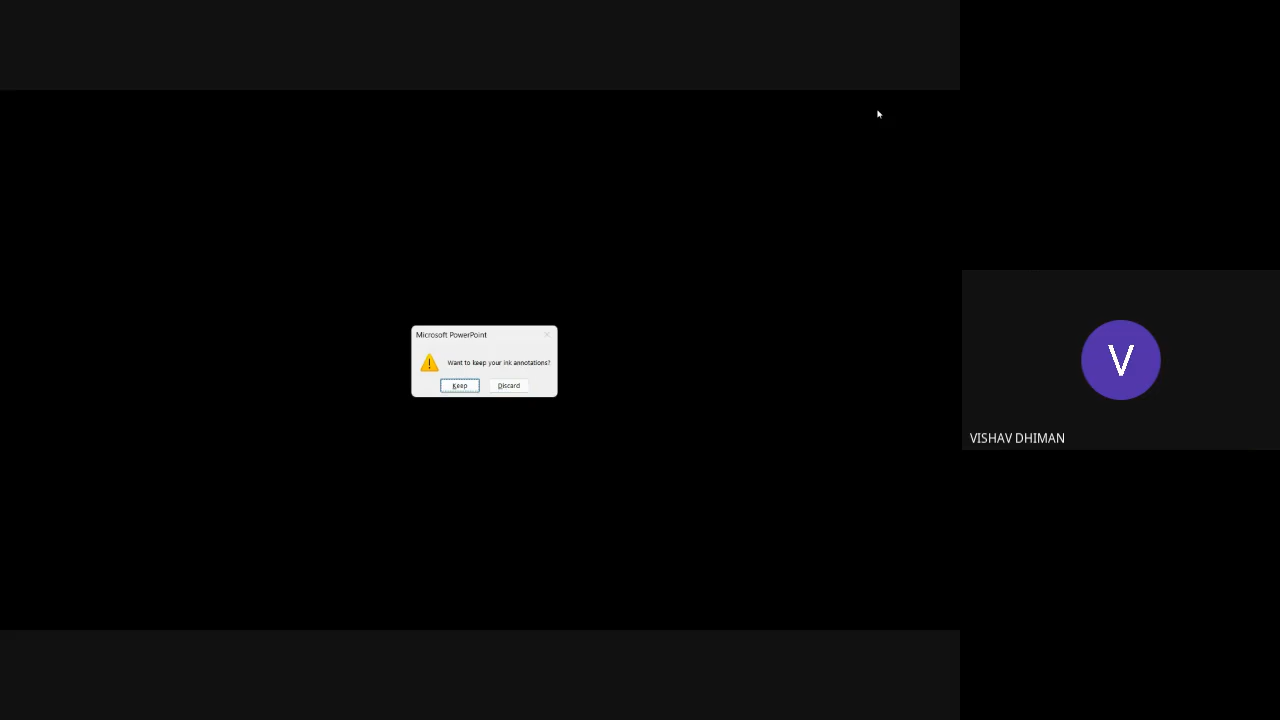 Microsoft PowerPoint
Want to keep your ink annotations?
Keep
Discard
V
VISHAV DHIMAN